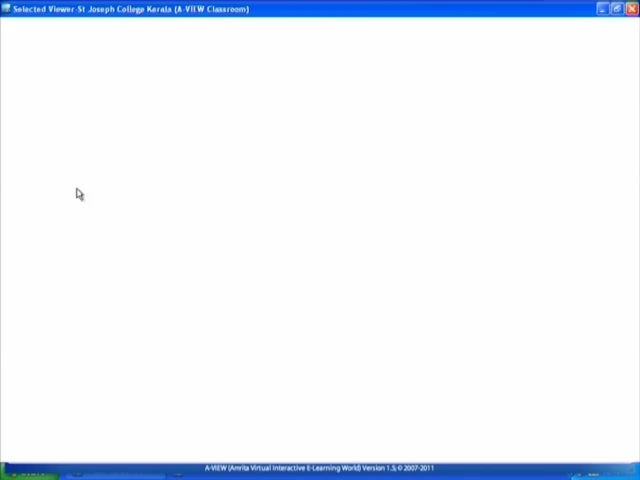 Selected Viewer-St Joseph College Kerala (A-VIEW Classroom)
A-VIEW (Amrita Virtual Interactive E-Learning World) Version 1.5; © 2007-2011